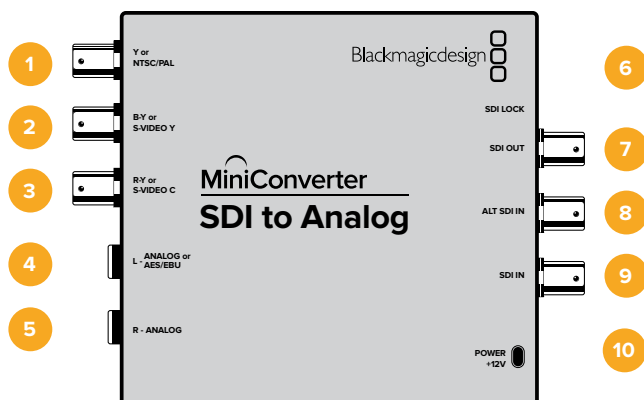 1
Y or
NTSC/PAL
Blackmagicdesign
6
SDI LOCK
2
B-Y or
S-VIDEO Y
SDI OUT
7
3
R-Y or
S-VIDEO C
MiniConverter
SDI to Analog
ALT SDI IN
8
4
L - ANALOG or
AES/EBU
SDI IN
9
5
R - ANALOG
POWER
+12V
10